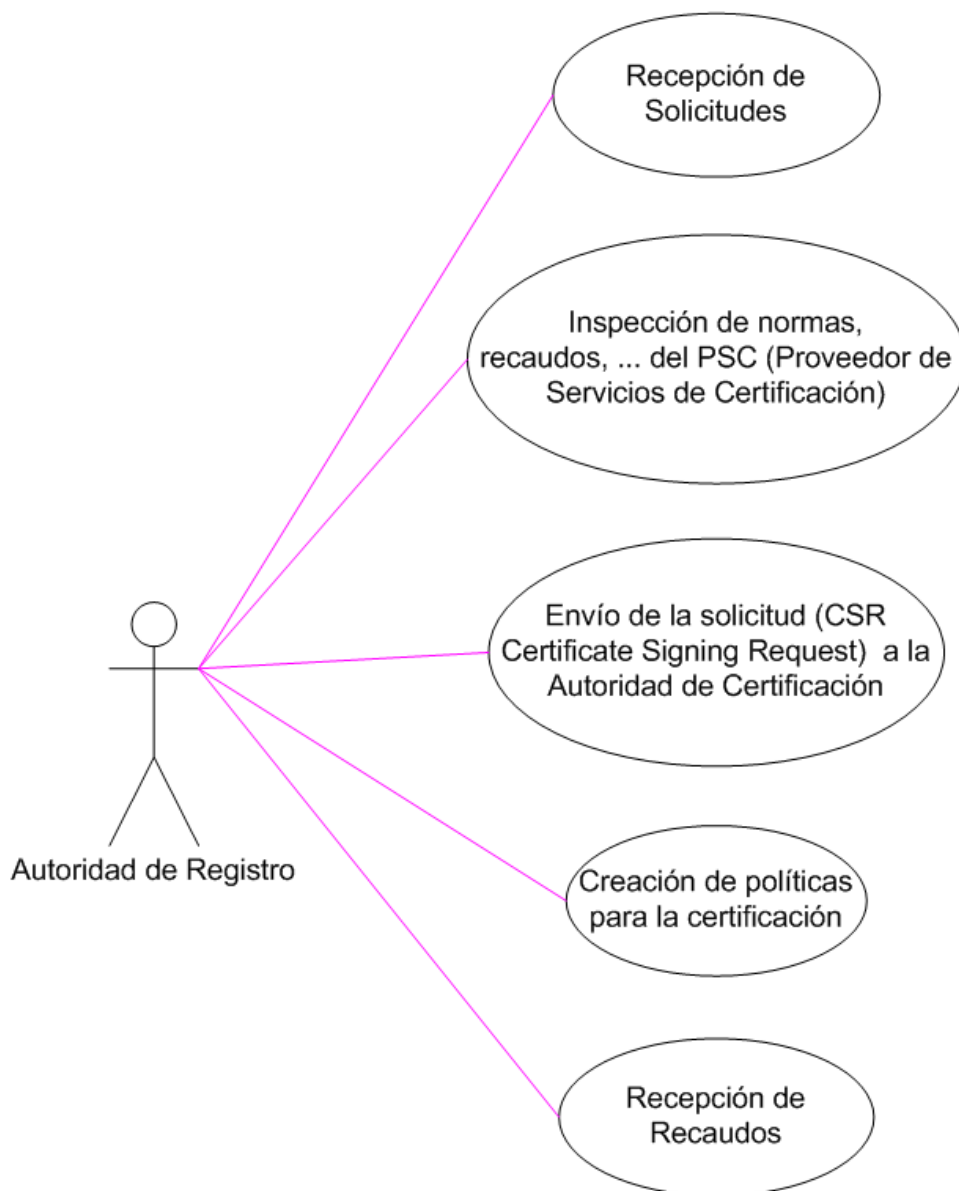 Recepción de
Solicitudes
Inspección de normas,
recaudos, ... del PSC (Proveedor de
Servicios de Certificación)
Envío de la solicitud (CSR
Certificate Signing Request)  a la
Autoridad de Certificación
Autoridad de Registro
Creación de políticas
para la certificación
Recepción de
Recaudos